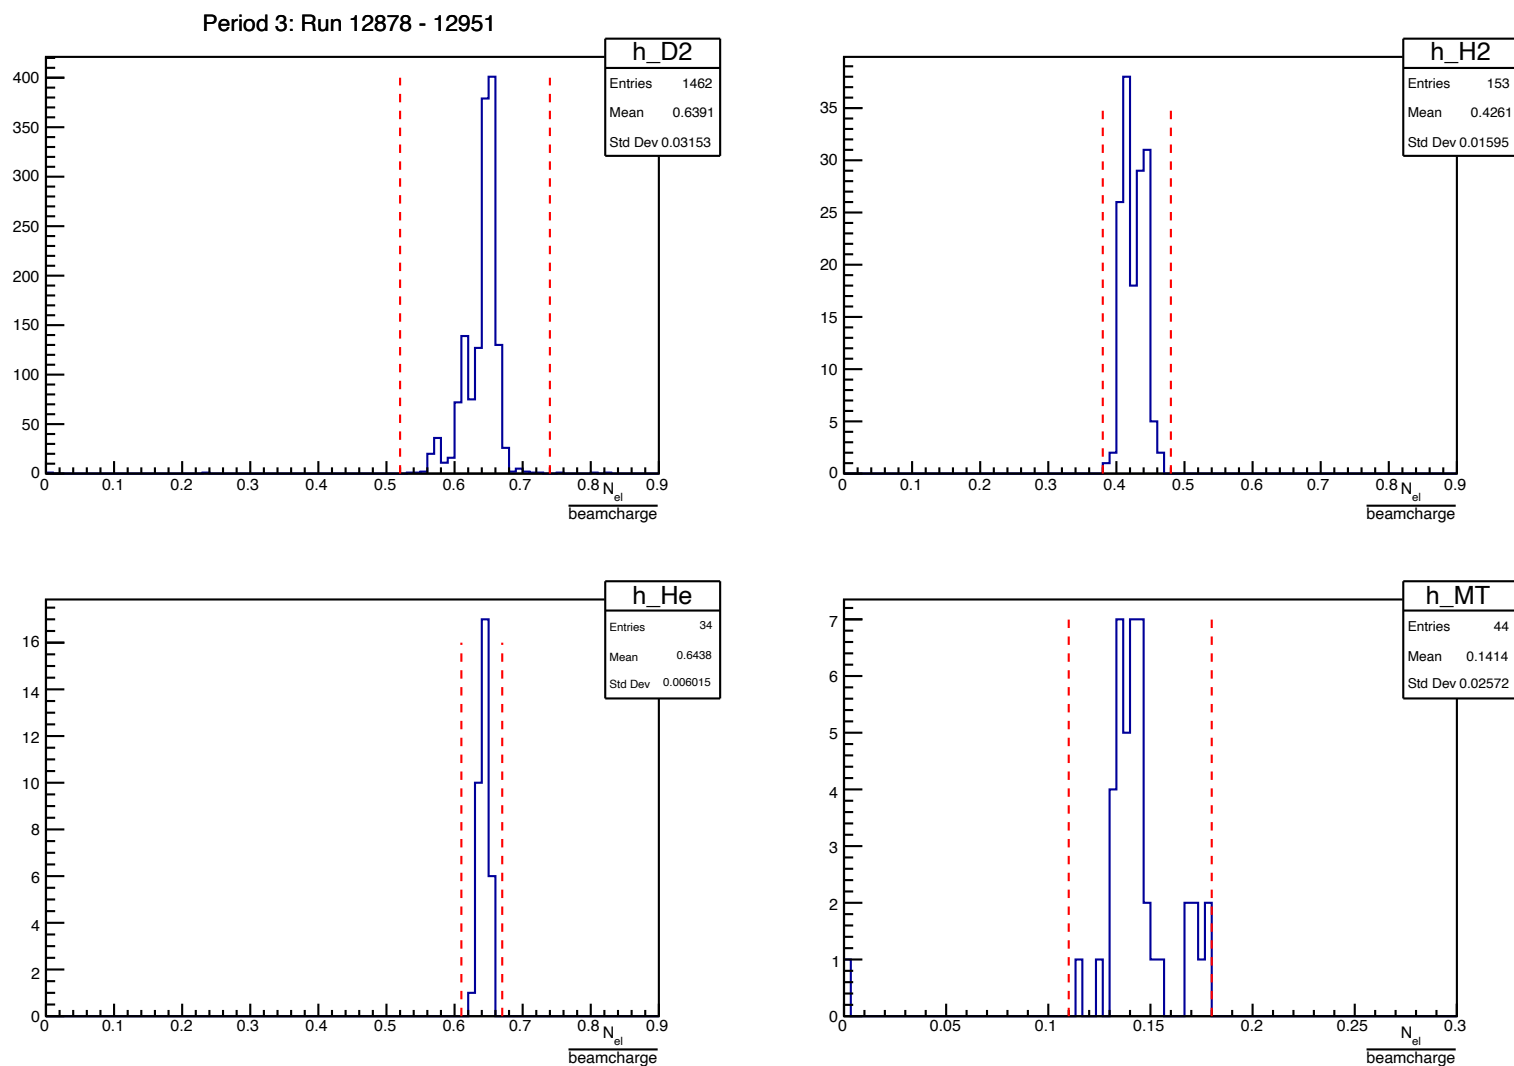 Period 3: Run 12878 - 12951
h_D2
Entries 1462
Mean 0.6391
Std Dev 0.03153
400
350
300
250
200
150
100
50
0
0 0.1 0.2 0.3 0.4 0.5 0.6 0.7 0.8 0.9
N_el
beamcharge
h_H2
Entries 153
Mean 0.4261
Std Dev 0.01595
35
30
25
20
15
10
5
0
0 0.1 0.2 0.3 0.4 0.5 0.6 0.7 0.8 0.9
N_el
beamcharge
h_He
Entries 34
Mean 0.6438
Std Dev 0.006015
16
14
12
10
8
6
4
2
0
0 0.1 0.2 0.3 0.4 0.5 0.6 0.7 0.8 0.9
N_el
beamcharge
h_MT
Entries 44
Mean 0.1414
Std Dev 0.02572
7
6
5
4
3
2
1
0
0 0.05 0.1 0.15 0.2 0.25 0.3
N_el
beamcharge